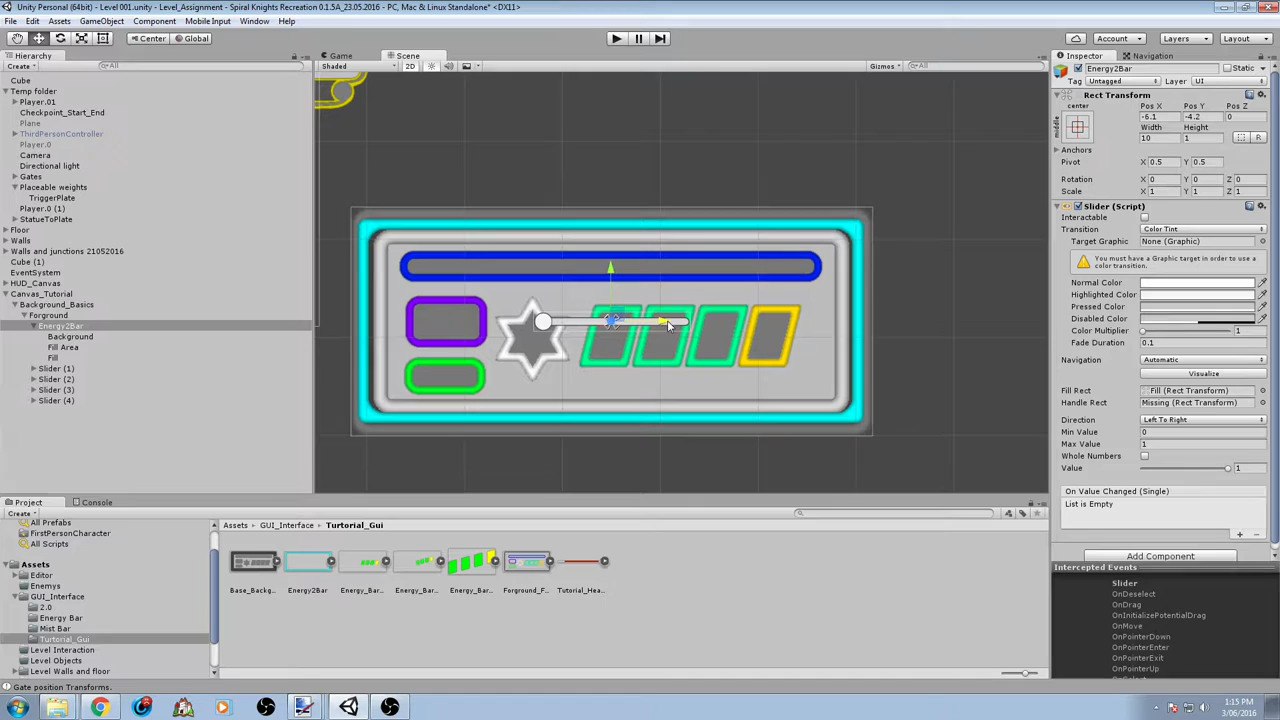 Unity Personal (64bit) - Level 001.unity - Level_Assignment - Spiral Knights Recreation 0.1.5A_23.05.2016 - PC, Mac & Linux Standalone* <DX11>
File Edit Assets GameObject Component Mobile Input Window Help
Center Global Account Layers Layout
Hierarchy
Create All
Cube
Temp folder
Player.01
Checkpoint_Start_End
Plane
ThirdPersonController
Player.0
Camera
Directional light
Gates
Placeable weights
TriggerPlate
Player.0 (1)
StatueToPlate
Floor
Walls
Walls and junctions 21052016
Cube (1)
EventSystem
HUD_Canvas
Canvas_Tutorial
Background_Basics
Forground
Energy2Bar
Background
Fill Area
Fill
Slider (1)
Slider (2)
Slider (3)
Slider (4)
Game Scene
Shaded 2D Gizmos All
Inspector Navigation
Energy2Bar Static
Tag Untagged Layer UI
Rect Transform
center Pos X Pos Y Pos Z
middle -6.1 -4.2 0
Width Height
10 1 R
Anchors
Pivot X 0.5 Y 0.5
Rotation X 0 Y 0 Z 0
Scale X 1 Y 1 Z 1
Slider (Script)
Interactable
Transition Color Tint
Target Graphic None (Graphic)
You must have a Graphic target in order to use a color transition.
Normal Color
Highlighted Color
Pressed Color
Disabled Color
Color Multiplier 1
Fade Duration 0.1
Navigation Automatic
Visualize
Fill Rect Fill (Rect Transform)
Handle Rect Missing (Rect Transform)
Direction Left To Right
Min Value 0
Max Value 1
Whole Numbers
Value 1
On Value Changed (Single)
List is Empty
Add Component
Intercepted Events
Slider
OnDeselect
OnDrag
OnInitializePotentialDrag
OnMove
OnPointerDown
OnPointerEnter
OnPointerExit
OnPointerUp
Project Console
Create
All Prefabs
FirstPersonCharacter
All Scripts
Assets
Editor
Enemys
GUI_Interface
2.0
Energy Bar
Mist Bar
Turtorial_Gui
Level Interaction
Level Objects
Level Walls and floor
Assets GUI_Interface Turtorial_Gui
Base_Backg... Energy2Bar Energy_Bar... Energy_Bar... Energy_Bar... Forground_F... Tutorial_Hea...
Gate position Transforms.
1:15 PM
3/06/2016